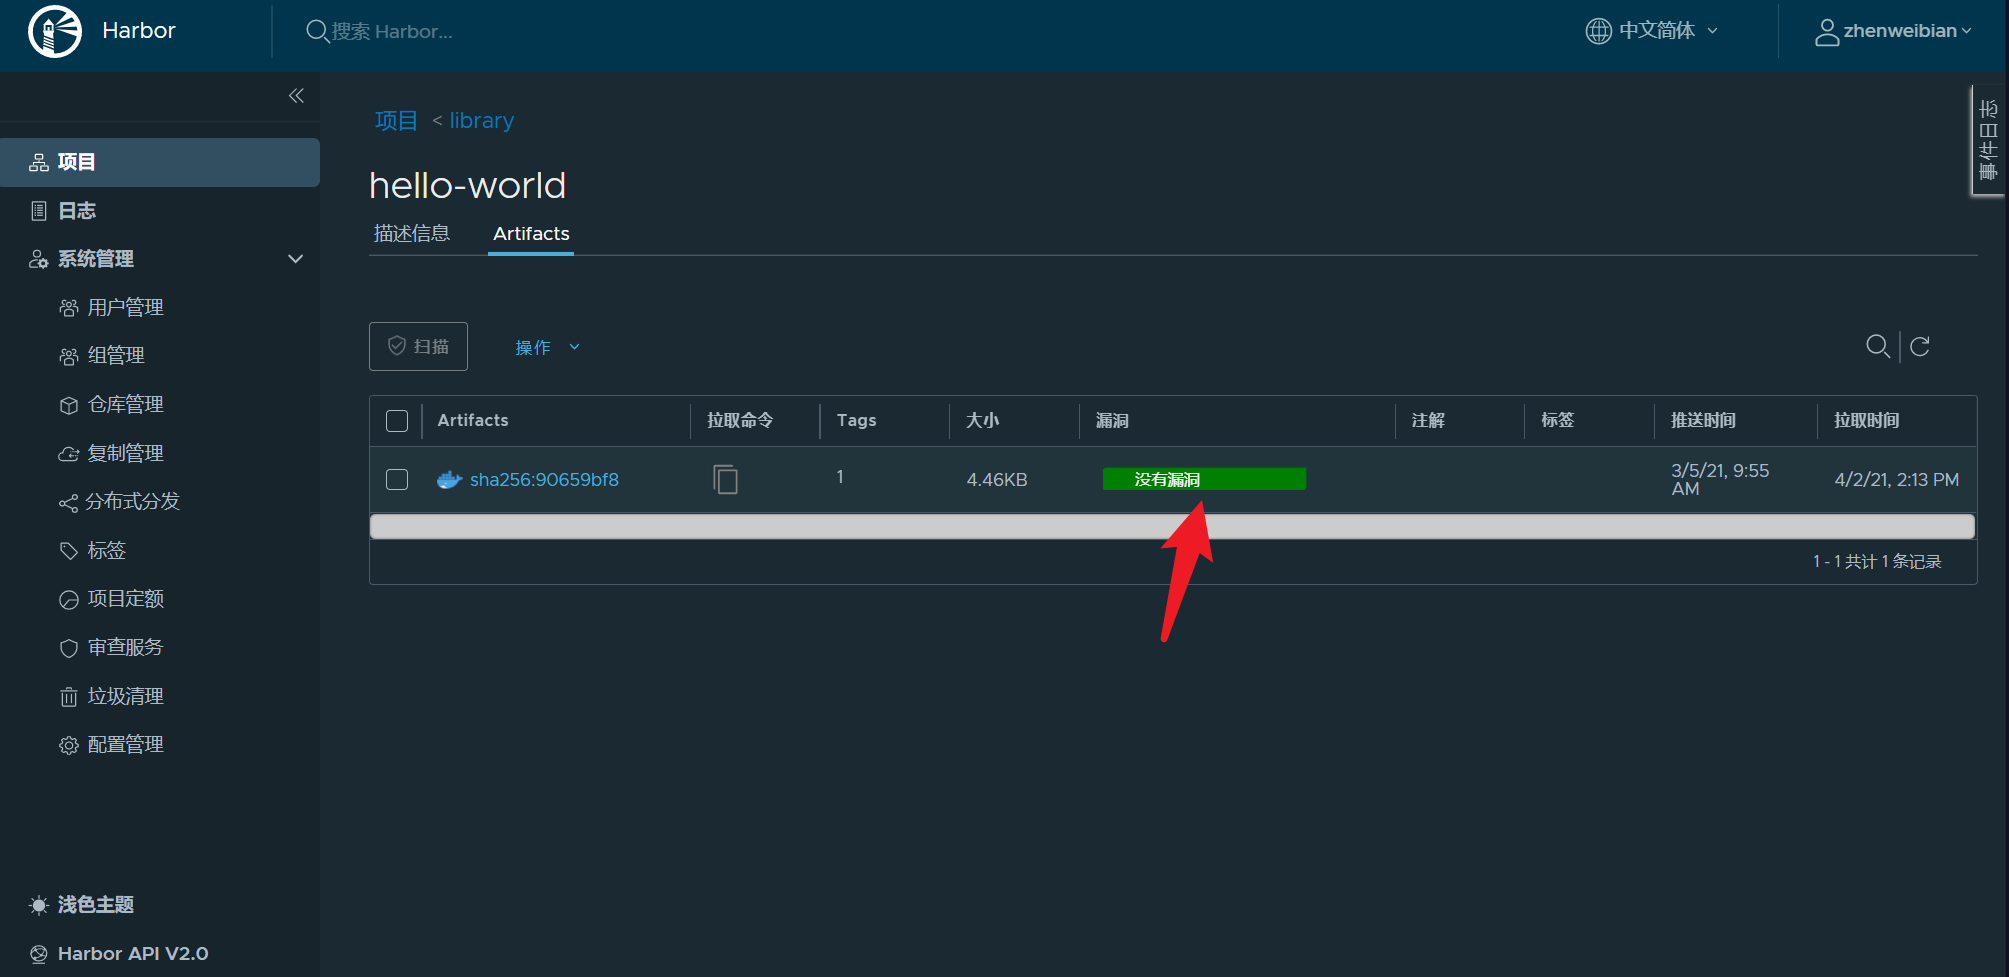 Harbor
搜索 Harbor...
中文简体
zhenweibian
事件日志
项目
日志
系统管理
用户管理
组管理
仓库管理
复制管理
分布式分发
标签
项目定额
审查服务
垃圾清理
配置管理
浅色主题
Harbor API V2.0
项目 < library
hello-world
描述信息 Artifacts
扫描 操作
Artifacts 拉取命令 Tags 大小 漏洞 注解 标签 推送时间 拉取时间
sha256:90659bf8 1 4.46KB 没有漏洞 3/5/21, 9:55 AM 4/2/21, 2:13 PM
1 - 1 共计 1 条记录